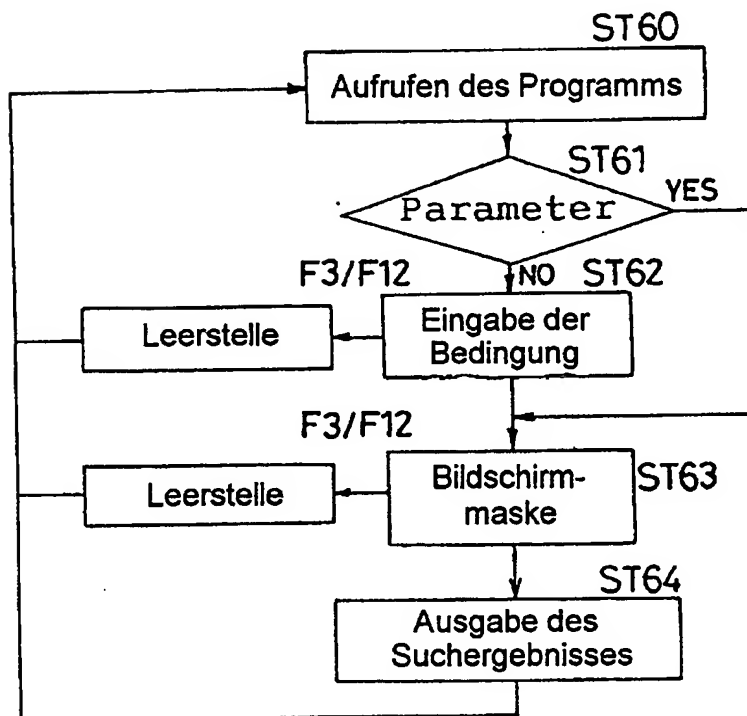 ST60
Aufrufen des Programms
ST61
YES
Parameter
F3/F12
NO
ST62
Leerstelle
Eingabe der
Bedingung
F3/F12
Leerstelle
Bildschirm-
maske
ST63
ST64
Ausgabe des
Suchergebnisses